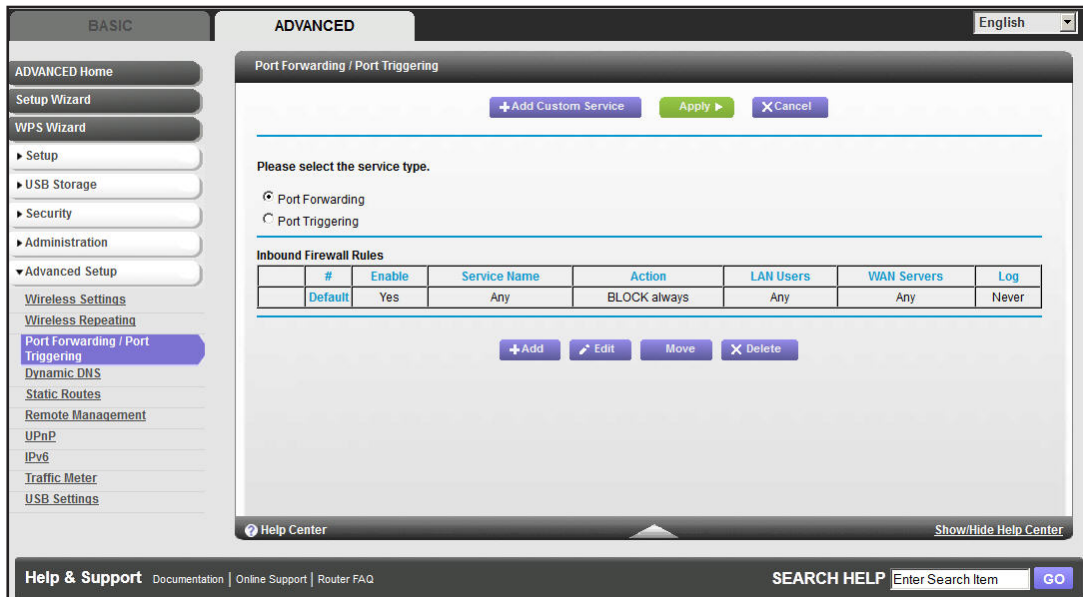 BASIC
ADVANCED
English
ADVANCED Home
Setup Wizard
WPS Wizard
Setup
USB Storage
Security
Administration
Advanced Setup
Wireless Settings
Wireless Repeating
Port Forwarding / Port
Triggering
Dynamic DNS
Static Routes
Remote Management
UPnP
IPv6
Traffic Meter
USB Settings
Port Forwarding / Port Triggering
Add Custom Service Apply Cancel
Please select the service type.
Port Forwarding
Port Triggering
Inbound Firewall Rules
# Enable Service Name Action LAN Users WAN Servers Log
Default Yes Any BLOCK always Any Any Never
Add Edit Move Delete
Help Center Show/Hide Help Center
Help & Support Documentation | Online Support | Router FAQ SEARCH HELP Enter Search Item GO